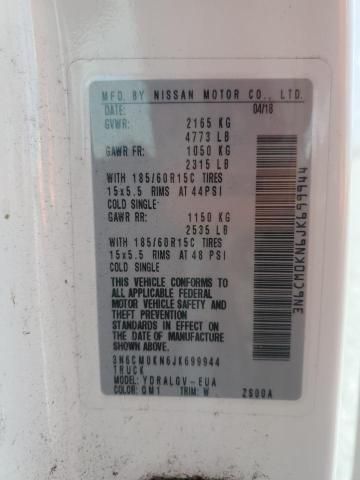 MFD. BY NISSAN MOTOR CO., LTD.
DATE: 04/18
GVWR: 2165 KG
4773 LB
GAWR FR: 1050 KG
2315 LB
WITH 185/60R15C TIRES
15x5.5 RIMS AT 44PSI
COLD SINGLE
GAWR RR: 1150 KG
2535 LB
WITH 185/60R15C TIRES
15x5.5 RIMS AT 48 PSI
COLD SINGLE
THIS VEHICLE CONFORMS TO
ALL APPLICABLE FEDERAL
MOTOR VEHICLE SAFETY AND
THEFT PREVENTION
STANDARDS IN EFFECT ON
THE DATE OF MANUFACTURE
SHOWN ABOVE.
3N6CM0KN6JK699944
TRUCK
MODEL: YDRALGV-EUA
COLOR: QM1 TRIM: W ZS00A
3N6CM0KN6JK699944